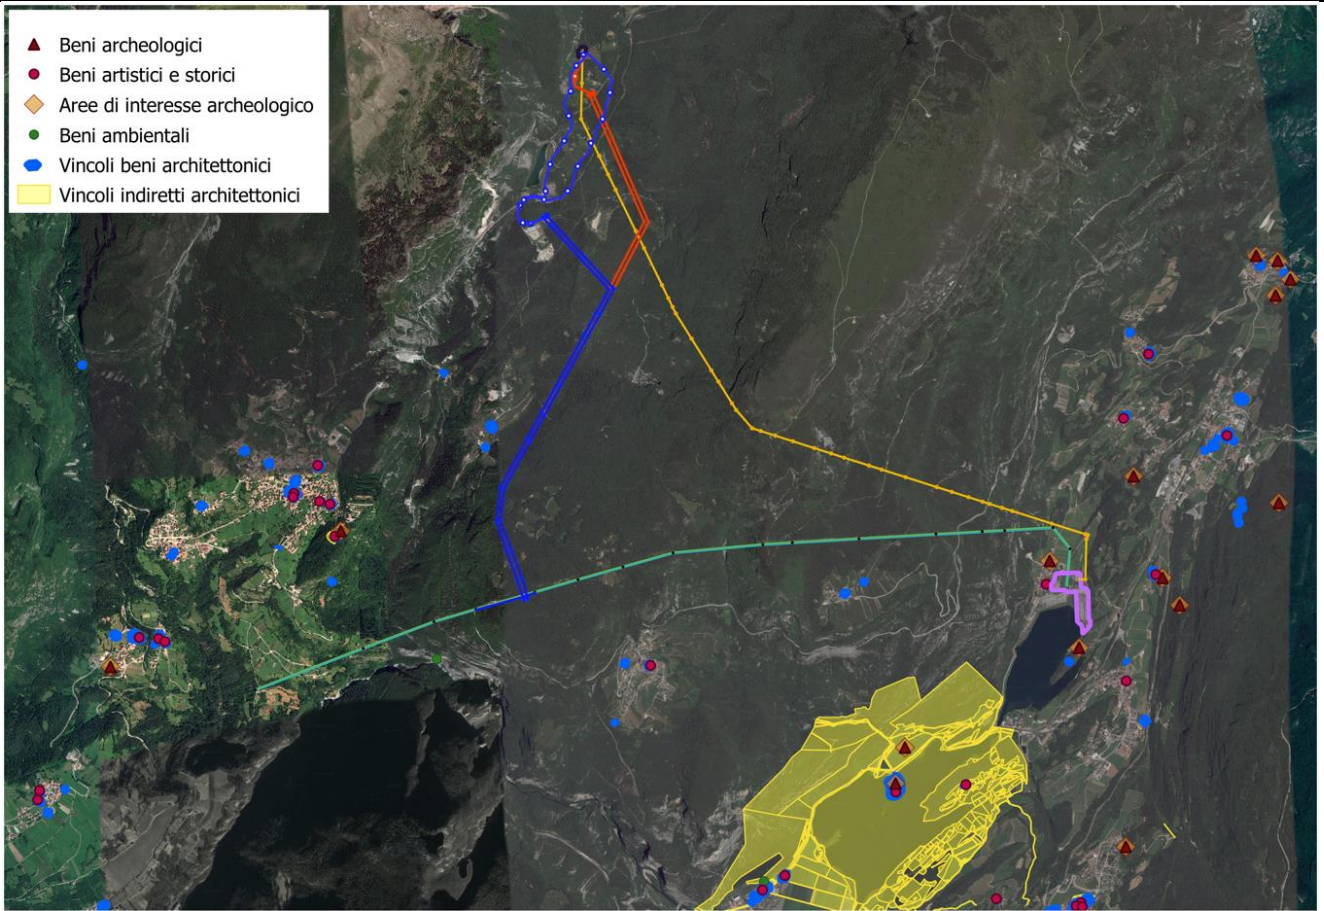 Beni archeologici
Beni artistici e storici
Aree di interesse archeologico
Beni ambientali
Vincoli beni architettonici
Vincoli indiretti architettonici